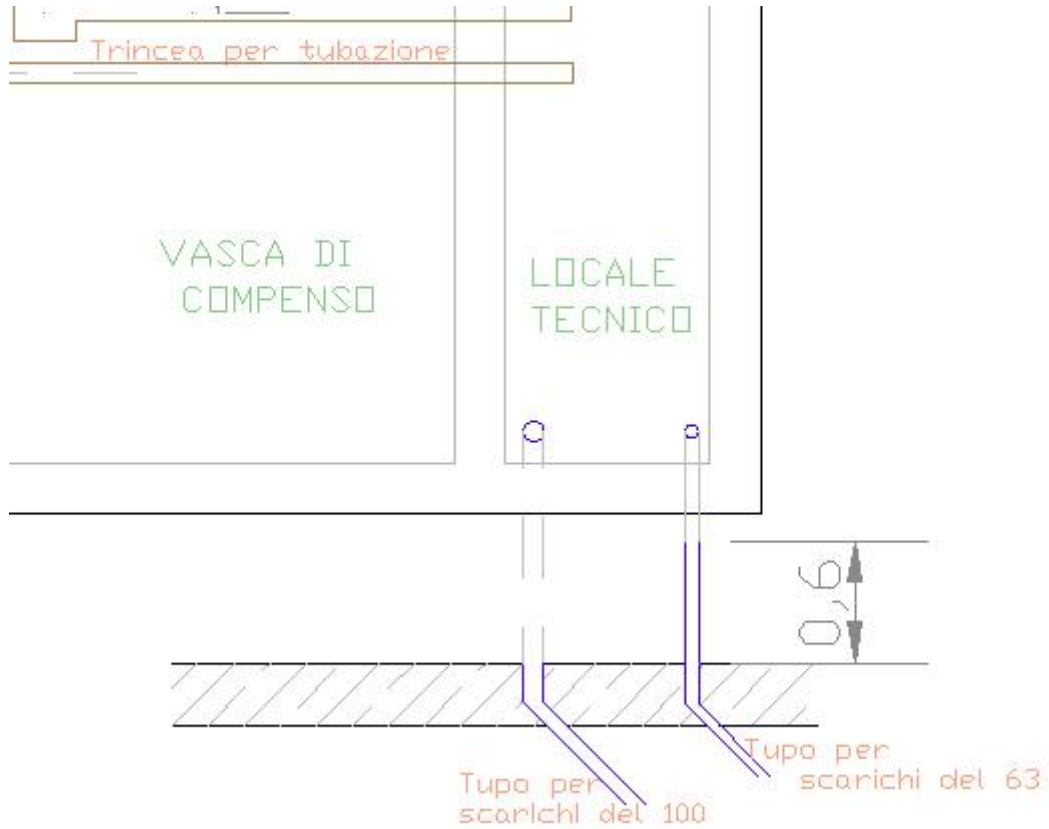 Trincea per tubazione
VASCA DI
COMPENSO
LOCALE
TECNICO
0,6
Tupo per
scarichi del 63
Tupo per
scarichi del 100